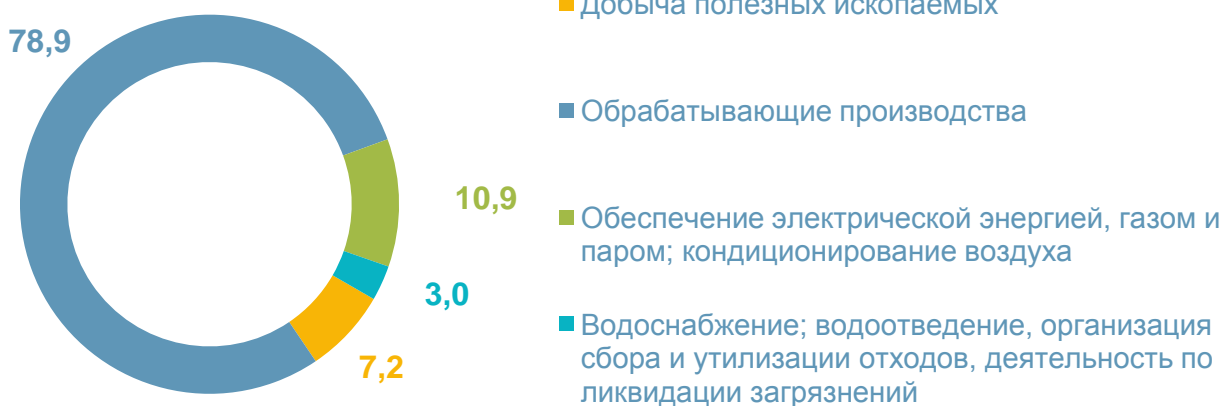 Добыча полезных ископаемых
78,9
Обрабатывающие производства
10,9
Обеспечение электрической энергией, газом и
паром; кондиционирование воздуха
3,0
Водоснабжение; водоотведение, организация
сбора и утилизации отходов, деятельность по
ликвидации загрязнений
7,2